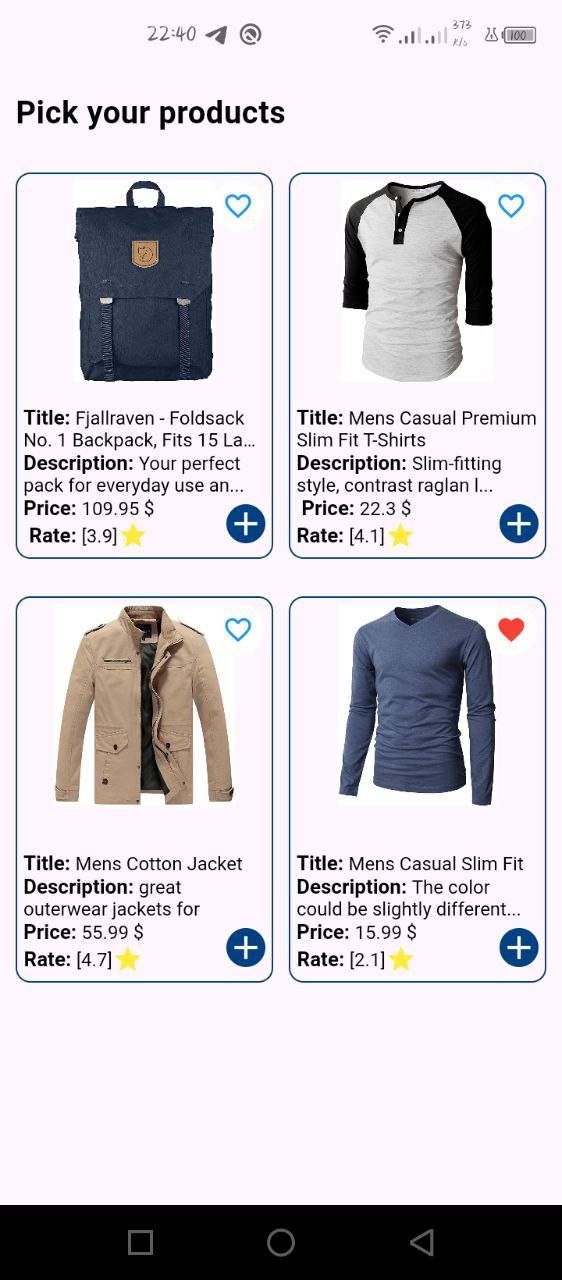 22:40
373
K/s
100
Pick your products
Title: Fjallraven - Foldsack
No. 1 Backpack, Fits 15 La...
Description: Your perfect
pack for everyday use an...
Price: 109.95 $
Rate: [3.9]
Title: Mens Casual Premium
Slim Fit T-Shirts
Description: Slim-fitting
style, contrast raglan l...
Price: 22.3 $
Rate: [4.1]
Title: Mens Cotton Jacket
Description: great
outerwear jackets for
Price: 55.99 $
Rate: [4.7]
Title: Mens Casual Slim Fit
Description: The color
could be slightly different...
Price: 15.99 $
Rate: [2.1]